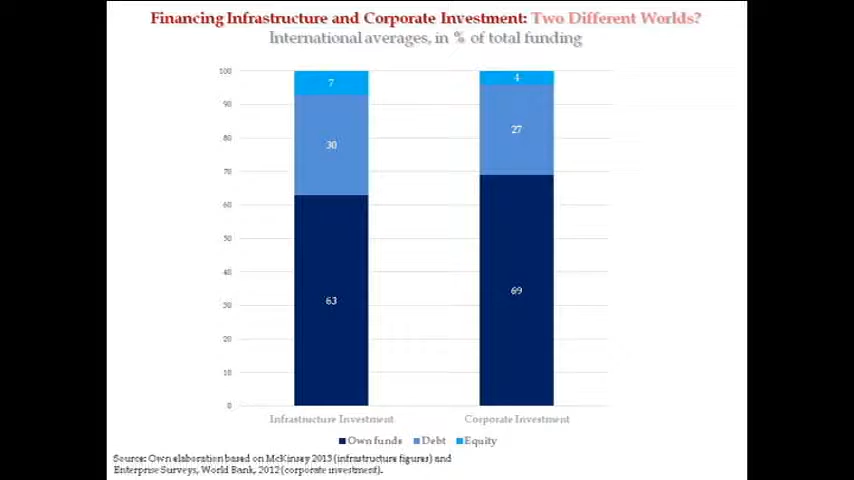 Financing Infrastructure and Corporate Investment: Two Different Worlds?
International averages, in % of total funding
100
90
80
70
60
50
40
30
20
10
0
7
30
63
4
27
69
Infrastructure Investment
Corporate Investment
Own funds Debt Equity
Source: Own elaboration based on McKinsey 2013 (infrastructure figures) and
Enterprise Surveys, World Bank, 2012 (corporate investment).